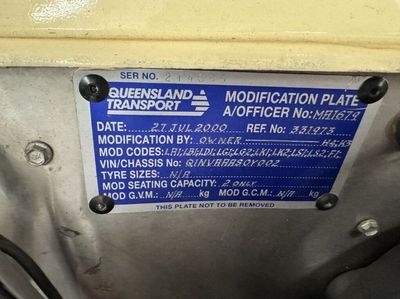 SER NO.
QUEENSLAND TRANSPORT
MODIFICATION PLATE
A/OFFICER No: MA1679
DATE: 27 JUL 2000 REF. No: 331973
MODIFICATION BY: OWNER H4,K3
MOD CODES:
VIN/CHASSIS No:
TYRE SIZES: N/A
MOD SEATING CAPACITY: 2 ONLY
MOD G.V.M: N/A kg MOD G.C.M: N/A kg
THIS PLATE NOT TO BE REMOVED